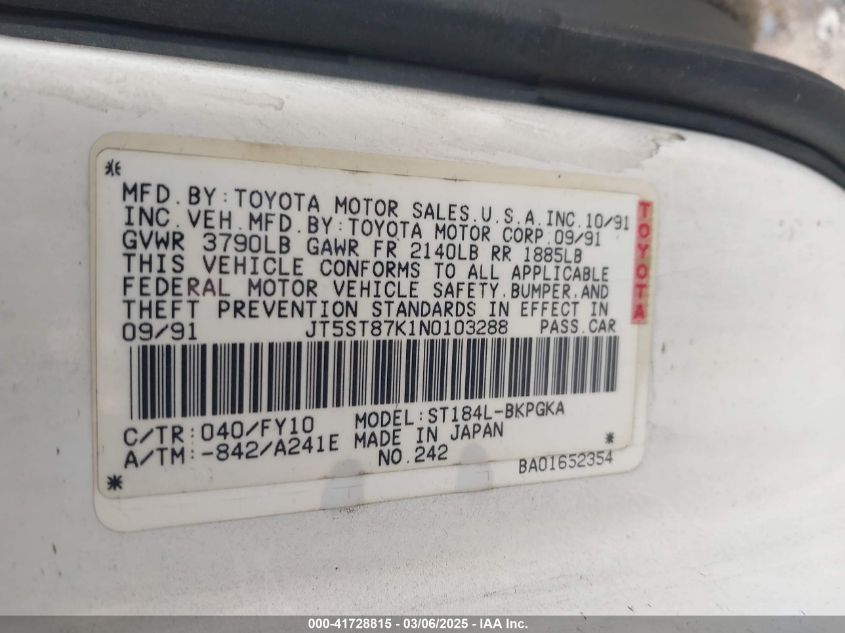 MFD.BY:TOYOTA MOTOR SALES.U.S.A.INC.10/91
INC.VEH.MFD.BY:TOYOTA MOTOR CORP.09/91
GVWR 3790LB GAWR FR 2140LB RR 1885LB
THIS VEHICLE CONFORMS TO ALL APPLICABLE
FEDERAL MOTOR VEHICLE SAFETY.BUMPER.AND
THEFT PREVENTION STANDARDS IN EFFECT IN
09/91 JT5ST87K1N0103288 PASS.CAR
C/TR:040/FY10 MODEL:ST184L-BKPGKA
A/TM:-842/A241E MADE IN JAPAN
NO.242 BA01652354
TOYOTA
000-41728815 - 03/06/2025 - IAA Inc.